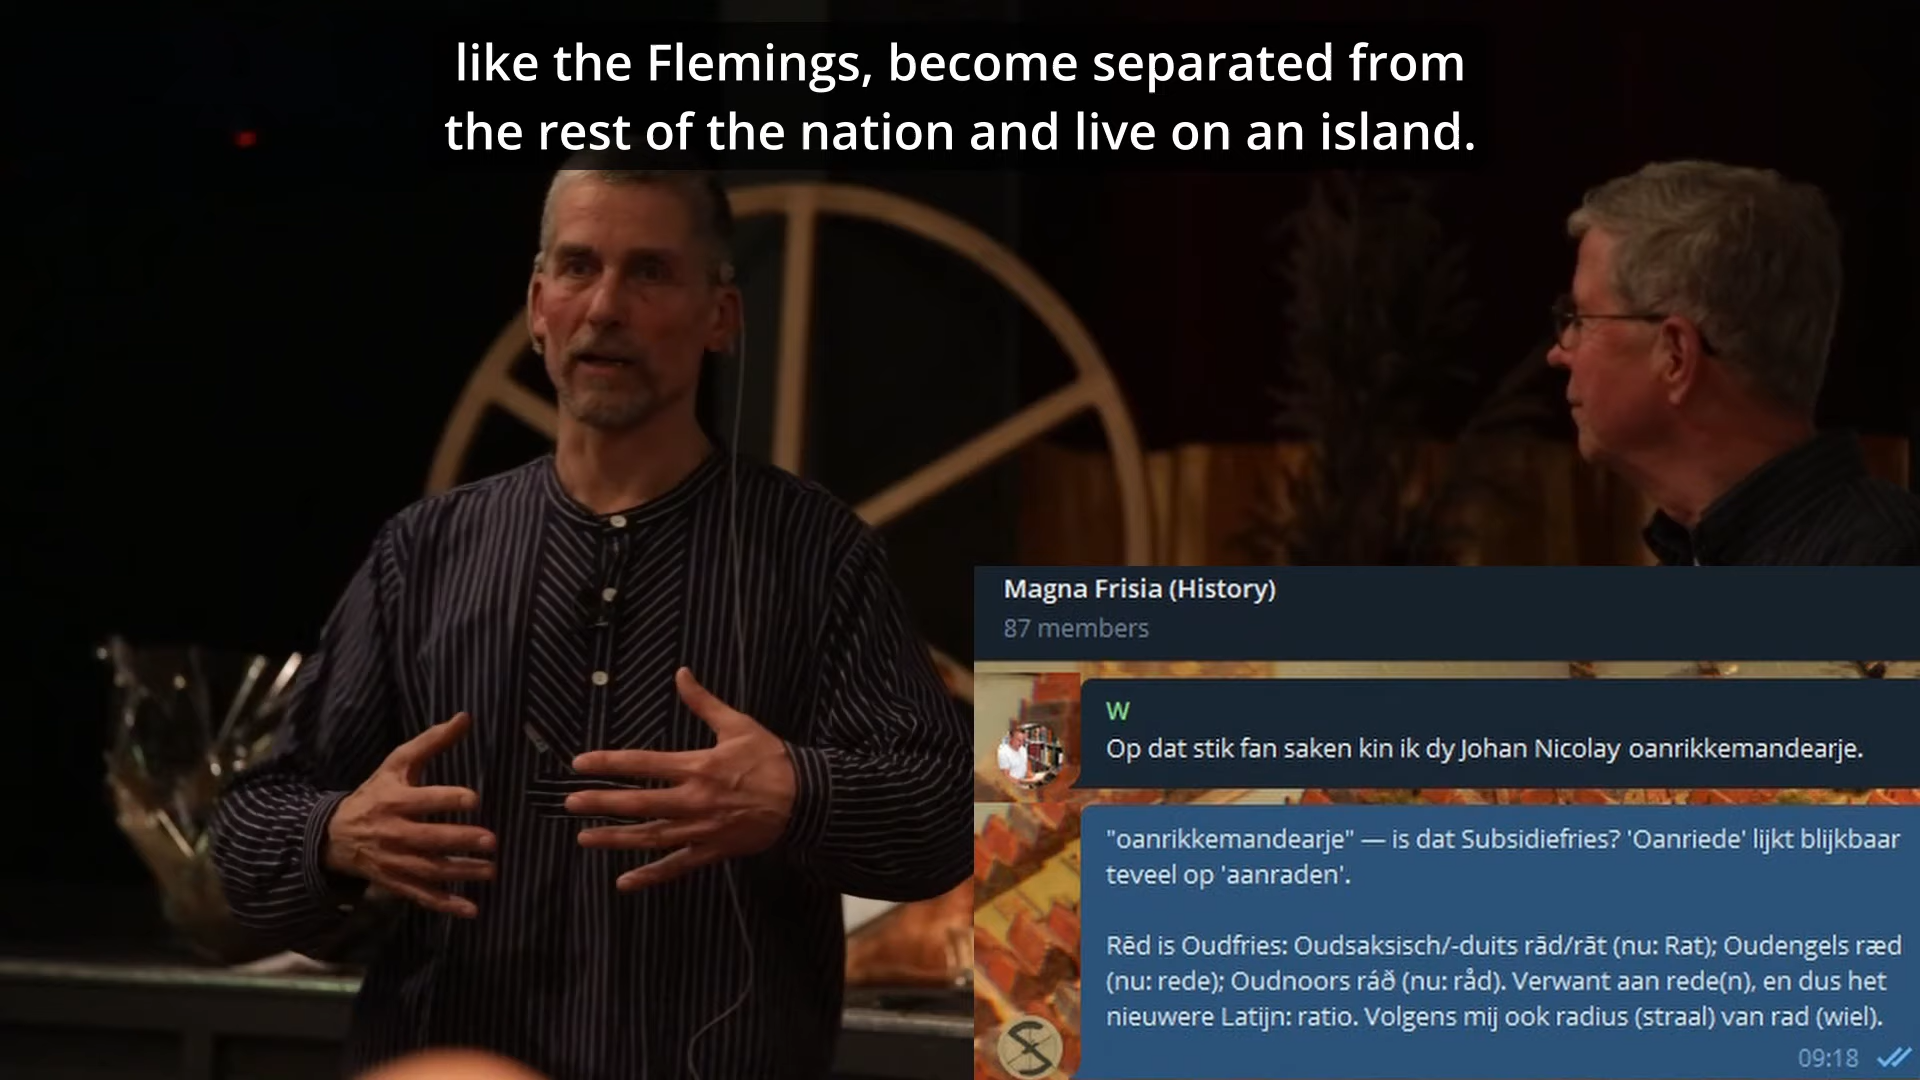 like the Flemings, become separated from
the rest of the nation and live on an island.
Magna Frisia (History)
87 members
W
Op dat stik fan saken kin ik dy Johan Nicolay oanrikkemandearje.
"oanrikkemandearje" — is dat Subsidiefries? 'Oanriede' lijkt blijkbaar
teveel op 'aanraden'.
Rēd is Oudfries: Oudsaksisch/-duits rād/rāt (nu: Rat); Oudengels ræd
(nu: rede); Oudnoors ráð (nu: råd). Verwant aan rede(n), en dus het
nieuwere Latijn: ratio. Volgens mij ook radius (straal) van rad (wiel).
09:18